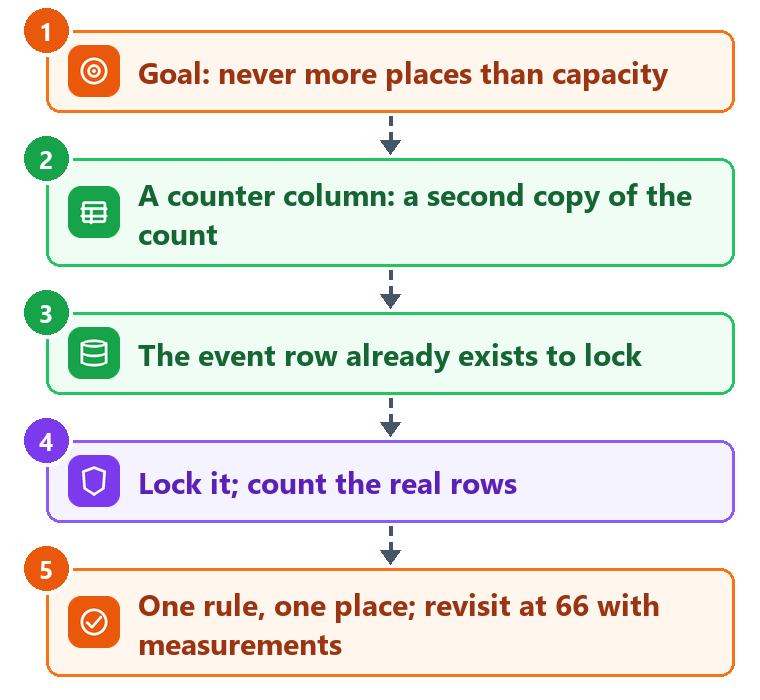 1
Goal: never more places than capacity
2
A counter column: a second copy of the
count
3
The event row already exists to lock
4
Lock it; count the real rows
5
One rule, one place; revisit at 66 with
measurements